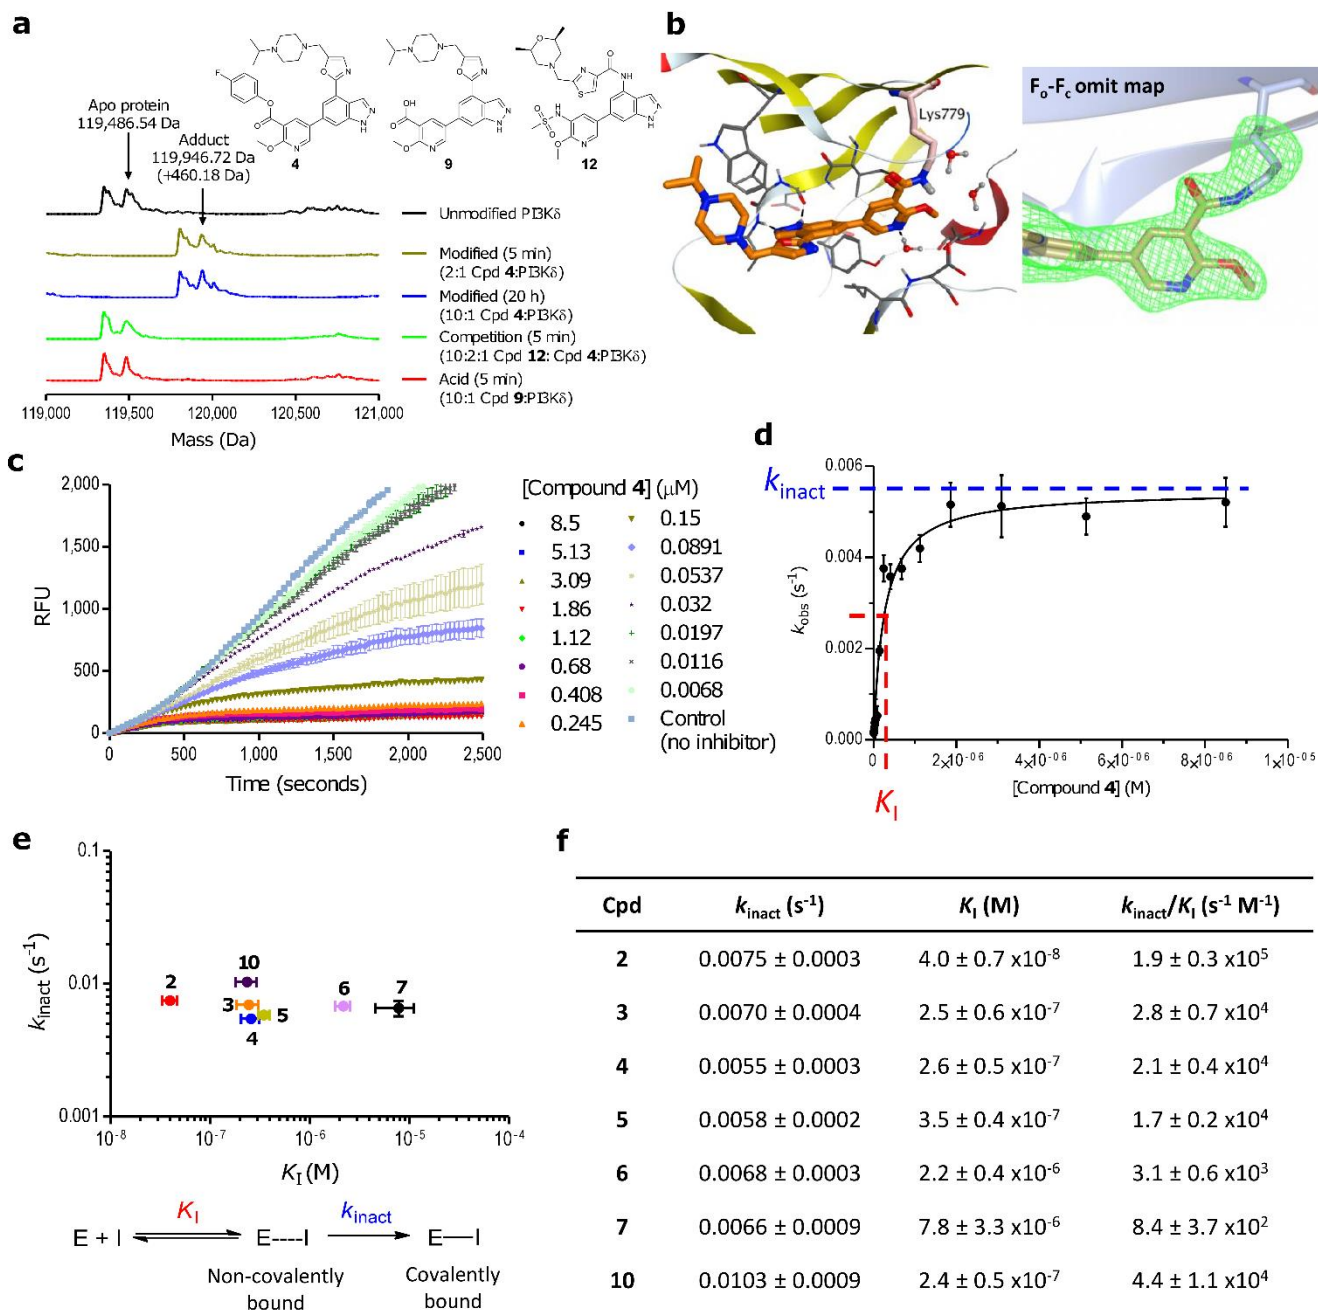 a
Apo protein
119,486.54 Da
Adduct
119,946.72 Da
(+460.18 Da)
4
9
12
Unmodified PI3Kδ
Modified (5 min)
(2:1 Cpd 4:PI3Kδ)
Modified (20 h)
(10:1 Cpd 4:PI3Kδ)
Competition (5 min)
(10:2:1 Cpd 12: Cpd 4:PI3Kδ)
Acid (5 min)
(10:1 Cpd 9:PI3Kδ)
119,000 119,500 120,000 120,500 121,000
Mass (Da)
b
Lys779
Fo-Fc omit map
c
2,000
1,500
1,000
500
0
RFU
0 500 1,000 1,500 2,000 2,500
Time (seconds)
[Compound 4] (μM)
8.5
5.13
3.09
1.86
1.12
0.68
0.408
0.245
0.15
0.0891
0.0537
0.032
0.0197
0.0116
0.0068
Control
(no inhibitor)
d
kinact
0.006
0.004
0.002
0.000
kobs (s-1)
0 2×10-06 4×10-06 6×10-06 8×10-06 1×10-05
[Compound 4] (M)
KI
e
0.1
0.01
0.001
kinact (s-1)
2
10
3
4
5
6
7
10-8 10-7 10-6 10-5 10-4
KI (M)
E + I KI E----I kinact E—I
Non-covalently
bound
Covalently
bound
f
Cpd kinact (s-1) KI (M) kinact/KI (s-1 M-1)
2 0.0075 ± 0.0003 4.0 ± 0.7 x10-8 1.9 ± 0.3 x105
3 0.0070 ± 0.0004 2.5 ± 0.6 x10-7 2.8 ± 0.7 x104
4 0.0055 ± 0.0003 2.6 ± 0.5 x10-7 2.1 ± 0.4 x104
5 0.0058 ± 0.0002 3.5 ± 0.4 x10-7 1.7 ± 0.2 x104
6 0.0068 ± 0.0003 2.2 ± 0.4 x10-6 3.1 ± 0.6 x103
7 0.0066 ± 0.0009 7.8 ± 3.3 x10-6 8.4 ± 3.7 x102
10 0.0103 ± 0.0009 2.4 ± 0.5 x10-7 4.4 ± 1.1 x104